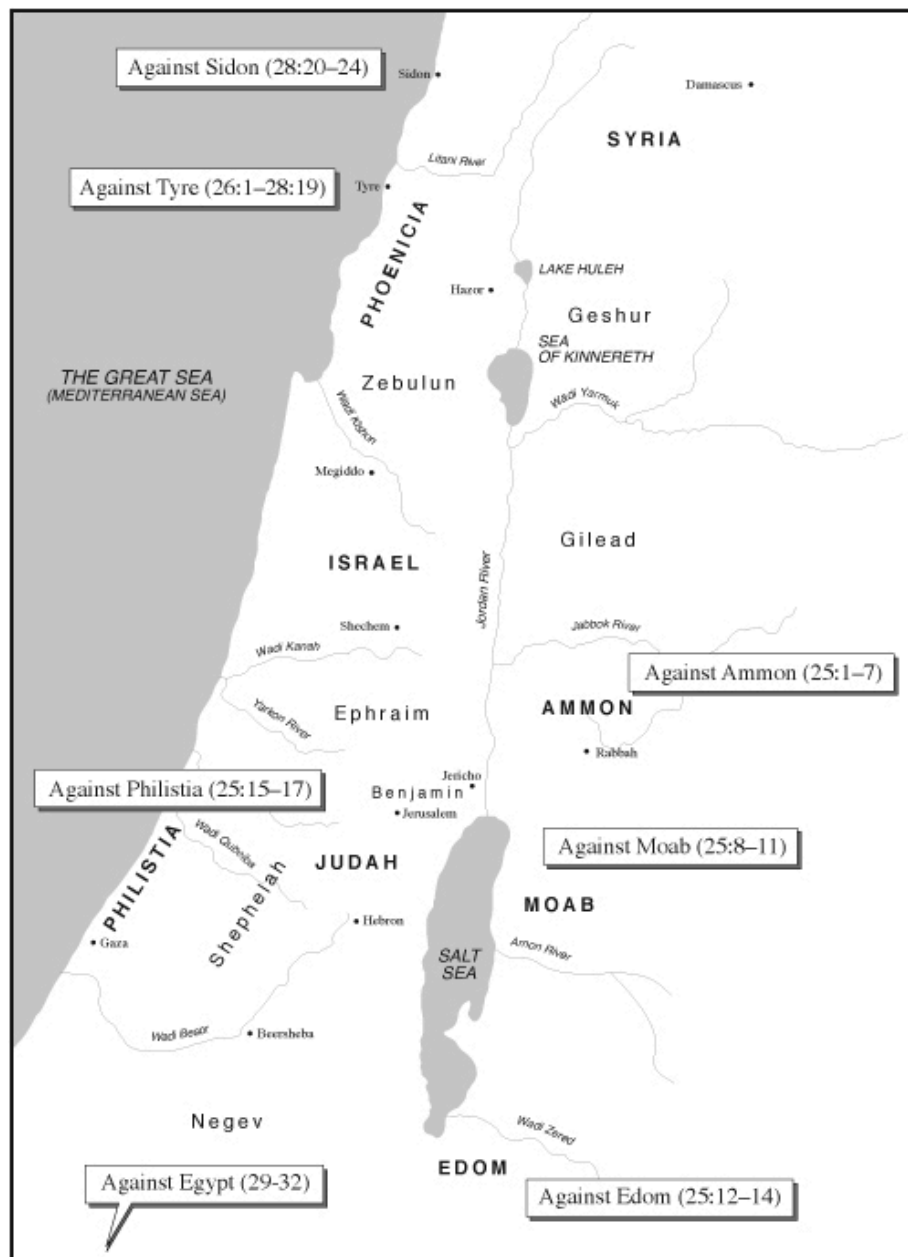 Against Sidon (28:20–24)
Sidon
Damascus
SYRIA
Litani River
Against Tyre (26:1–28:19)
Tyre
PHOENICIA
LAKE HULEH
Hazor
Geshur
SEA
OF KINNERETH
THE GREAT SEA
(MEDITERRANEAN SEA)
Zebulun
Wadi Kishon
Wadi Yarmuk
Megiddo
Gilead
ISRAEL
Jordan River
Shechem
Jabbok River
Wadi Kanah
Against Ammon (25:1–7)
Ephraim
AMMON
Yarkon River
Rabbah
Against Philistia (25:15–17)
Jericho
Benjamin
Jerusalem
Wadi Qubeiba
PHILISTIA
JUDAH
Against Moab (25:8–11)
Shephelah
MOAB
Hebron
Gaza
SALT
SEA
Arnon River
Wadi Besor
Beersheba
Negev
Wadi Zered
EDOM
Against Egypt (29-32)
Against Edom (25:12–14)